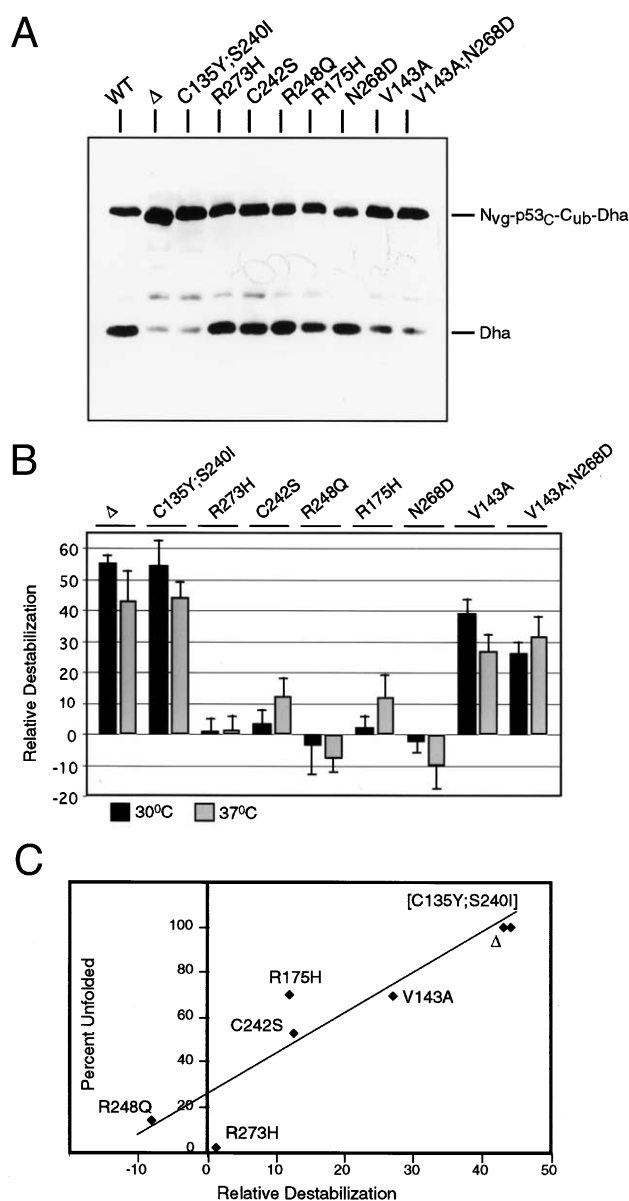 A
WT Δ C135Y;S240I R273H C242S R248Q R175H N268D V143A V143A;N268D
Nvg-p53C-Cub-Dha
Dha
B
Δ C135Y;S240I R273H C242S R248Q R175H N268D V143A V143A;N268D
Relative Destabilization
60
50
40
30
20
10
0
-10
-20
30⁰C 37⁰C
C
[C135Y;S240I]
100
Δ
80
R175H
V143A
60
C242S
40
20
R248Q
R273H
0
Percent Unfolded
-10 0 10 20 30 40 50
Relative Destabilization